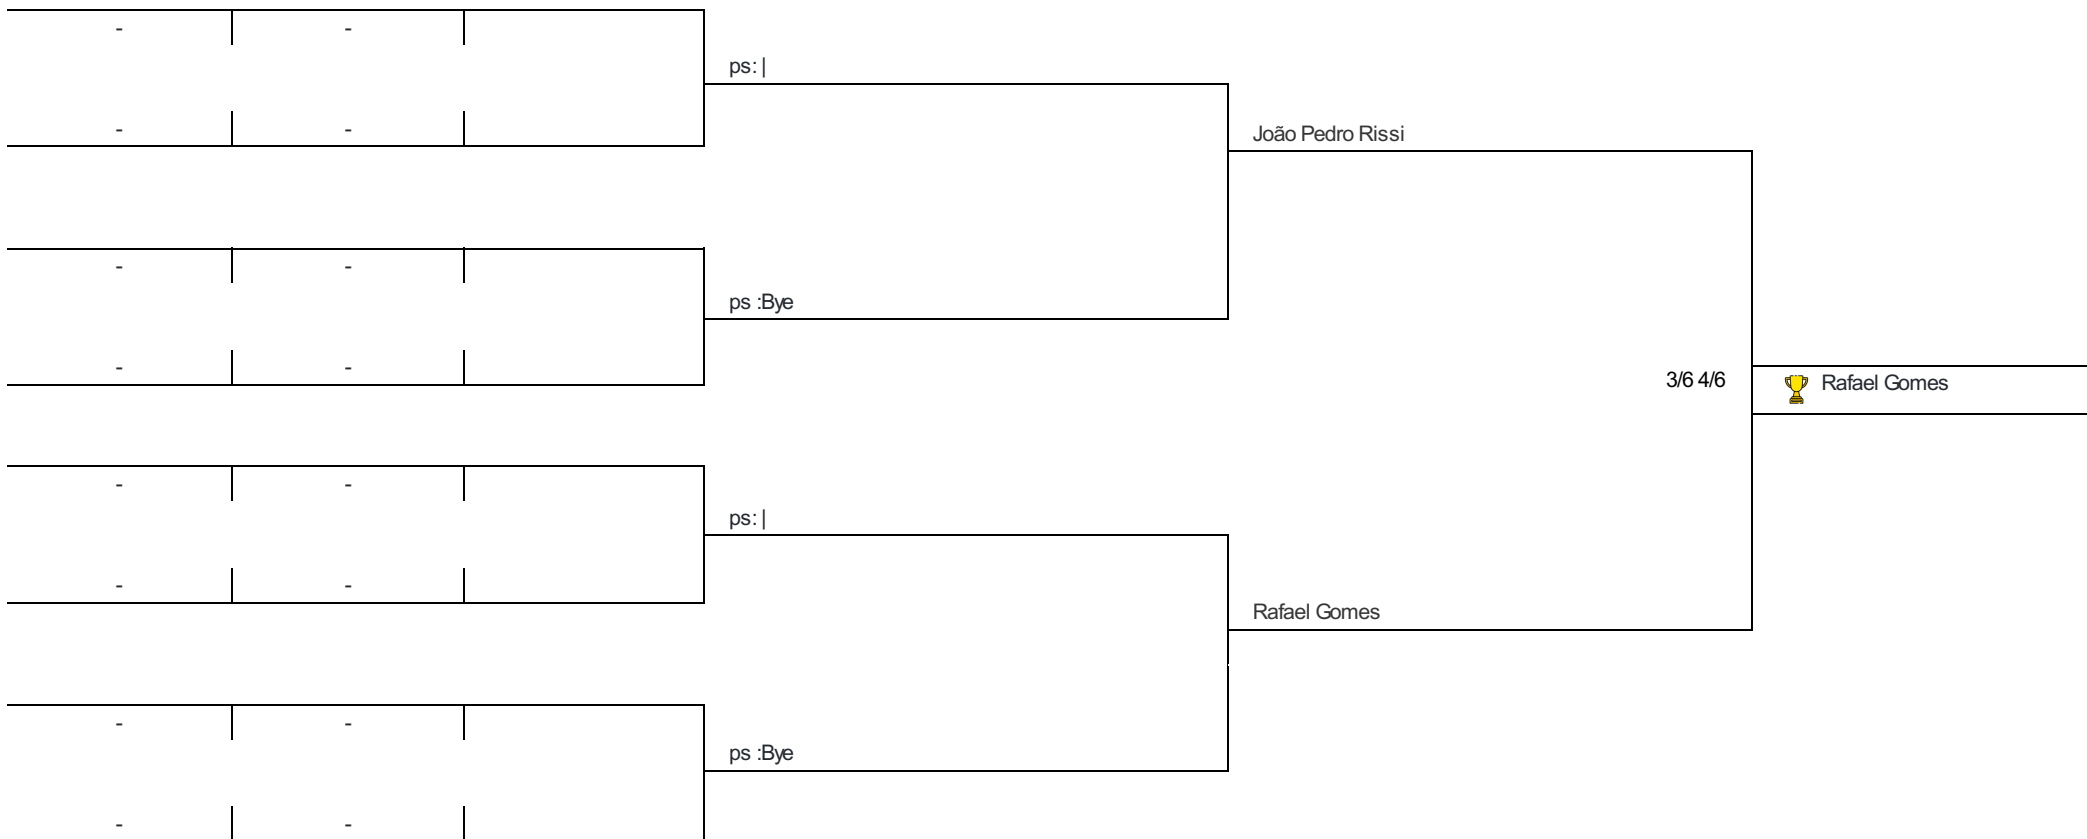 - -
ps: |
- -
João Pedro Rissi
- -
ps :Bye
- -
3/6 4/6
Rafael Gomes
- -
ps: |
- -
Rafael Gomes
- -
ps :Bye
- -